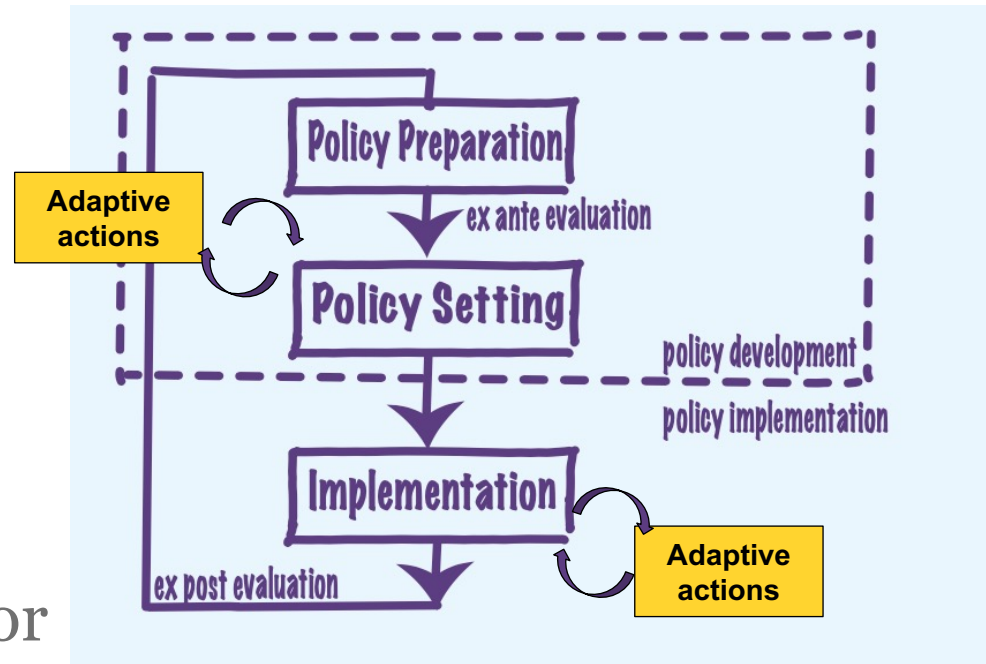 Policy Preparation
Adaptive
actions
ex ante evaluation
Policy Setting
policy development
policy implementation
Implementation
Adaptive
actions
ex post evaluation
or